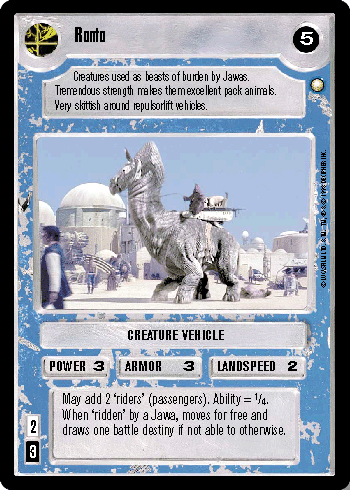 Ronto
5
Creatures used as beasts of burden by Jawas.
Tremendous strength makes them excellent pack animals.
Very skittish around repulsorlift vehicles.
CREATURE VEHICLE
POWER 3
ARMOR 3
LANDSPEED 2
May add 2 'riders' (passengers). Ability = 1/4.
When 'ridden' by a Jawa, moves for free and
draws one battle destiny if not able to otherwise.
2
3